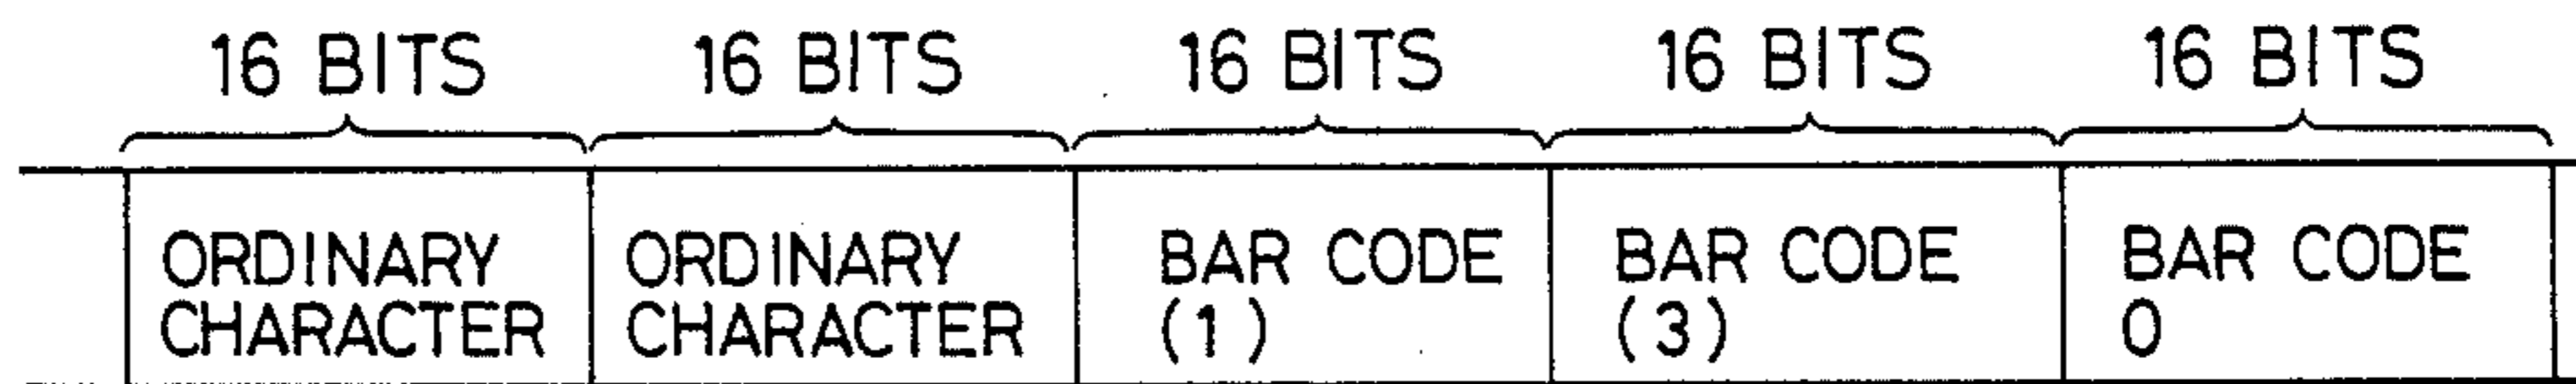 16 BITS 16 BITS 16 BITS 16 BITS 16 BITS
ORDINARY ORDINARY BAR CODE BAR CODE BAR CODE
CHARACTER CHARACTER (1) (3) 0